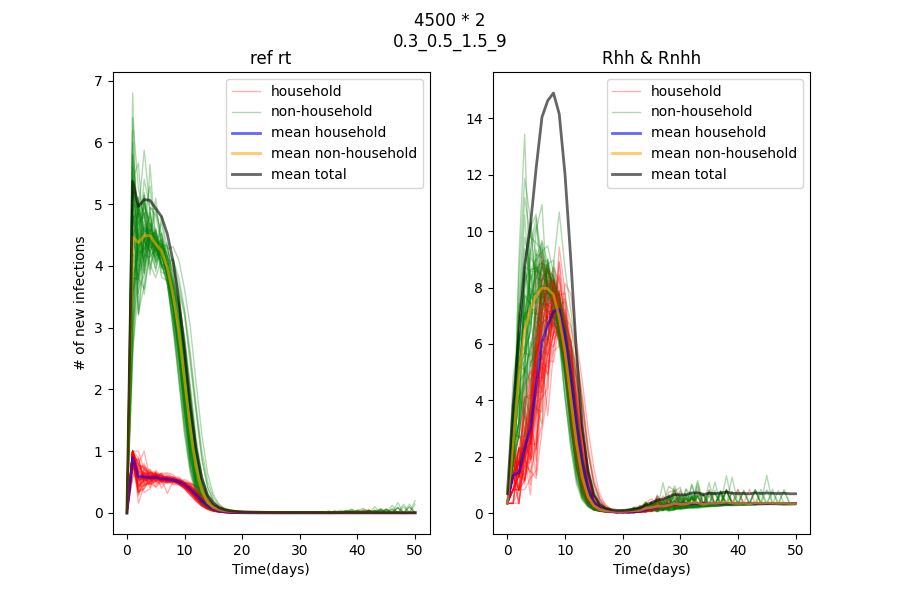 4500 * 2
0.3_0.5_1.5_9
ref rt
Rhh & Rnhh
7
6
5
4
3
2
1
0
# of new infections
household
non-household
mean household
mean non-household
mean total
0
10
20
30
40
50
Time(days)
14
12
10
8
6
4
2
0
household
non-household
mean household
mean non-household
mean total
0
10
20
30
40
50
Time(days)